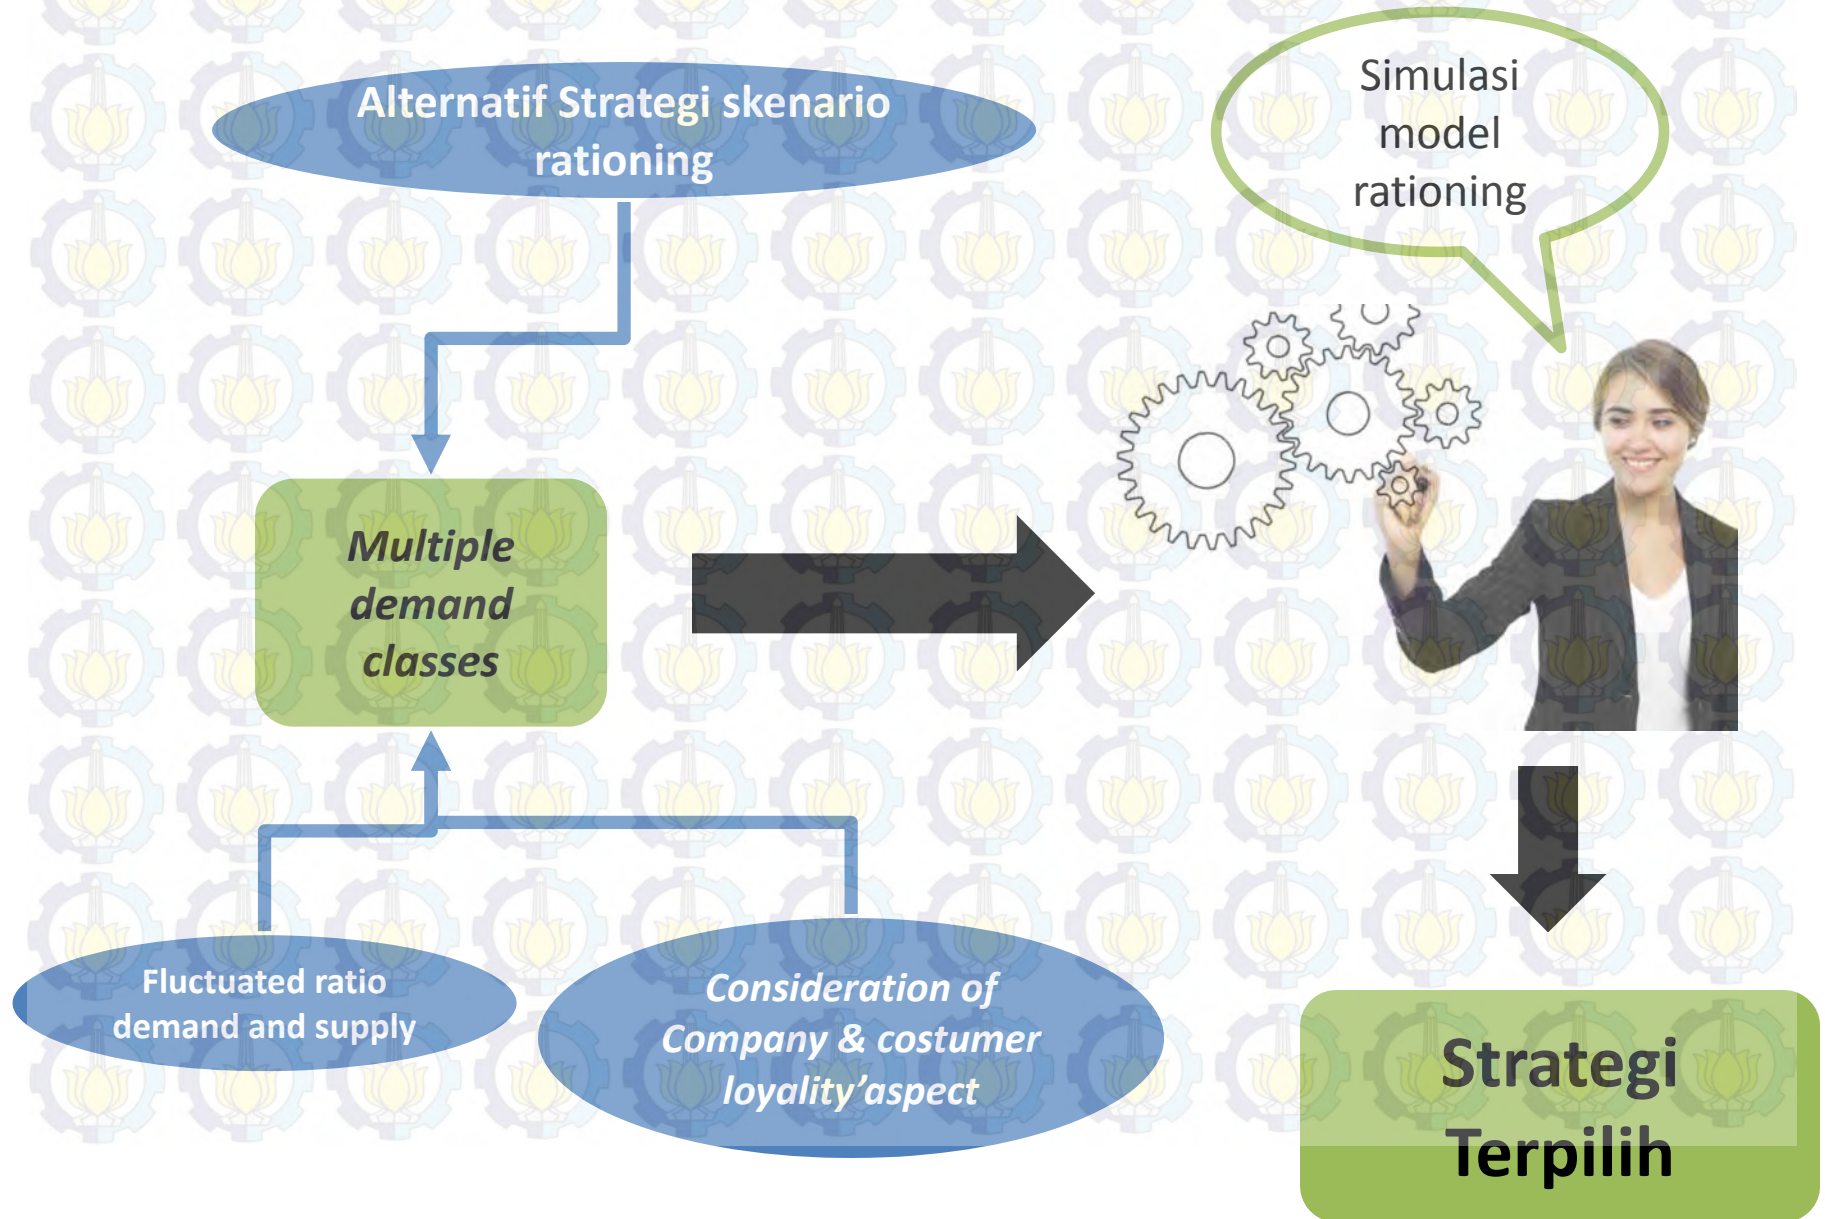 Alternatif Strategi skenario
rationing
Simulasi
model
rationing
Multiple
demand
classes
Fluctuated ratio
demand and supply
Consideration of
Company & costumer
loyality’aspect
Strategi
Terpilih